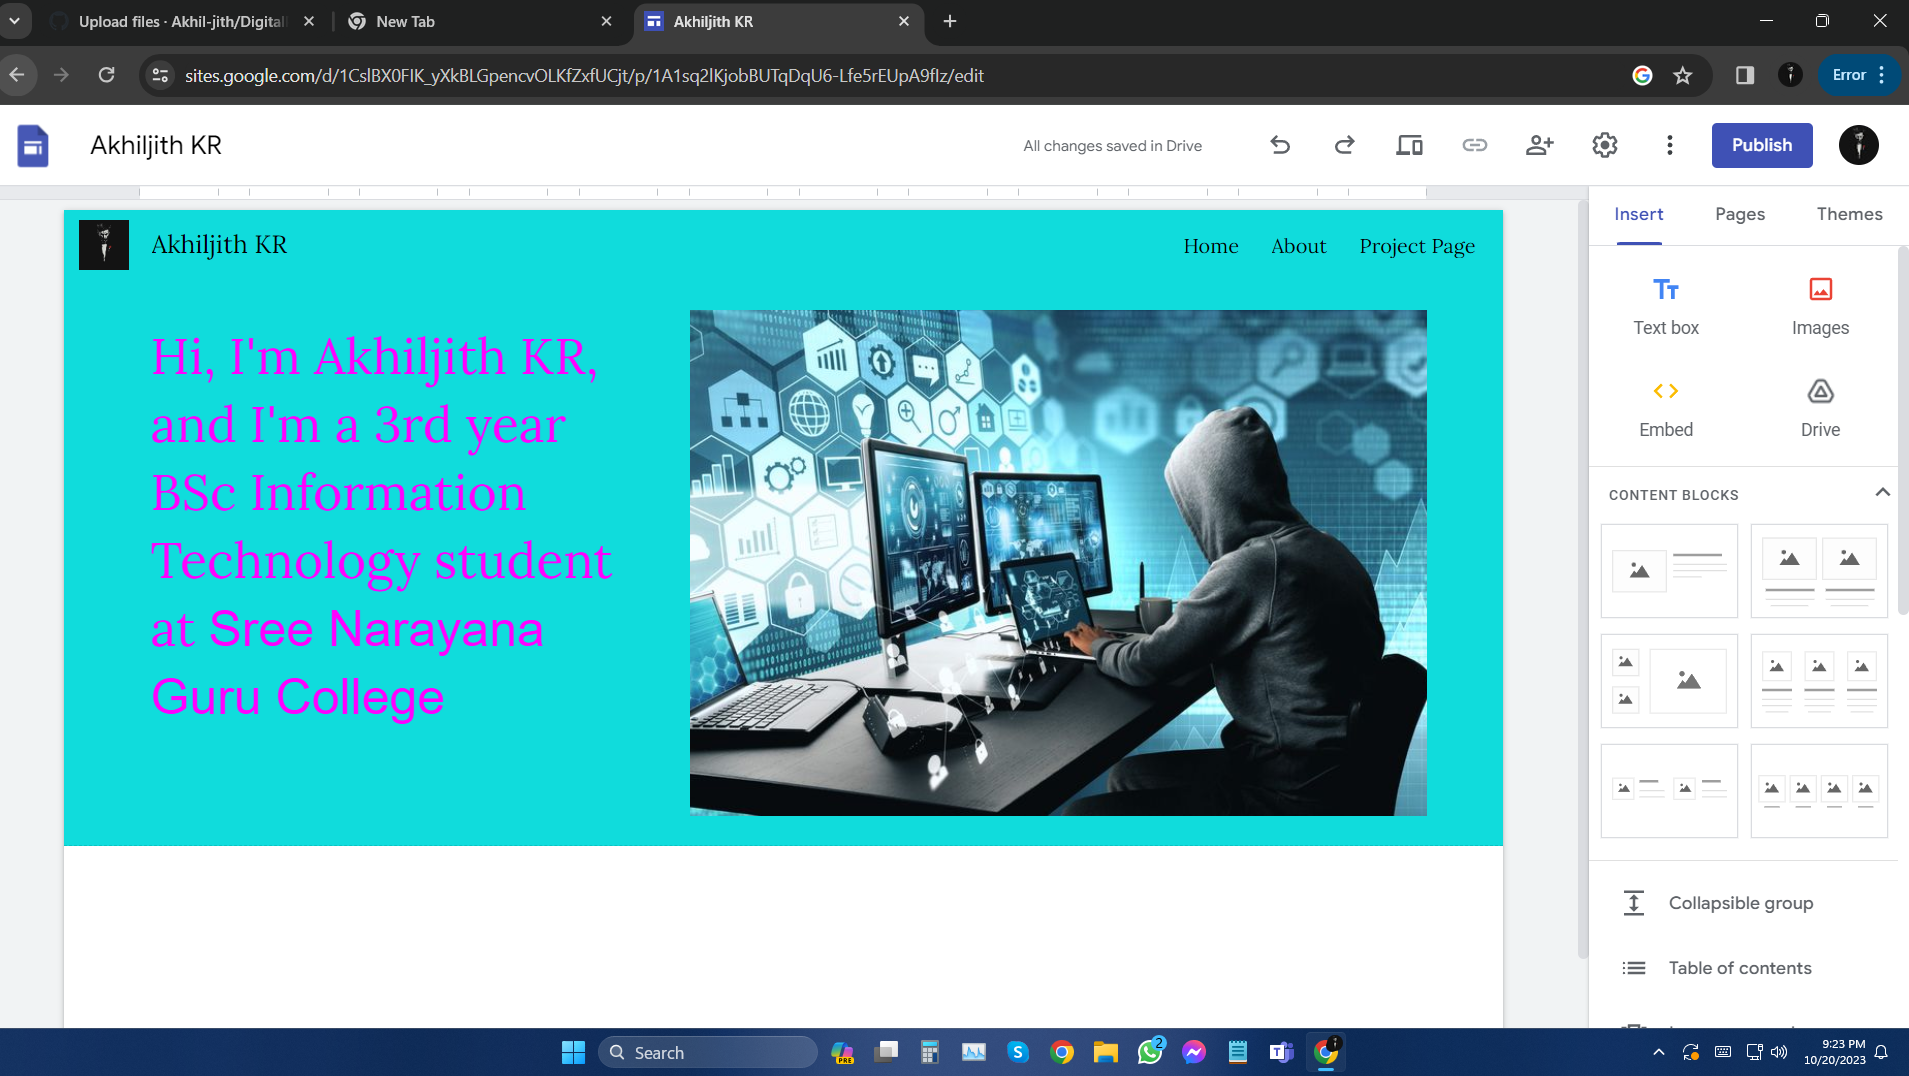 Upload files · Akhil-jith/Digital
New Tab
Akhiljith KR
sites.google.com/d/1CslBX0FIK_yXkBLGpencvOLKfZxfUCjt/p/1A1sq2lKjobBUTqDqU6-Lfe5rEUpA9fIz/edit
Error
Akhiljith KR
All changes saved in Drive
Publish
Insert
Pages
Themes
Akhiljith KR
Home
About
Project Page
Hi, I'm Akhiljith KR,
and I'm a 3rd year
BSc Information
Technology student
at Sree Narayana
Guru College
Text box
Images
Embed
Drive
CONTENT BLOCKS
Collapsible group
Table of contents
Search
PRE
2
9:23 PM
10/20/2023